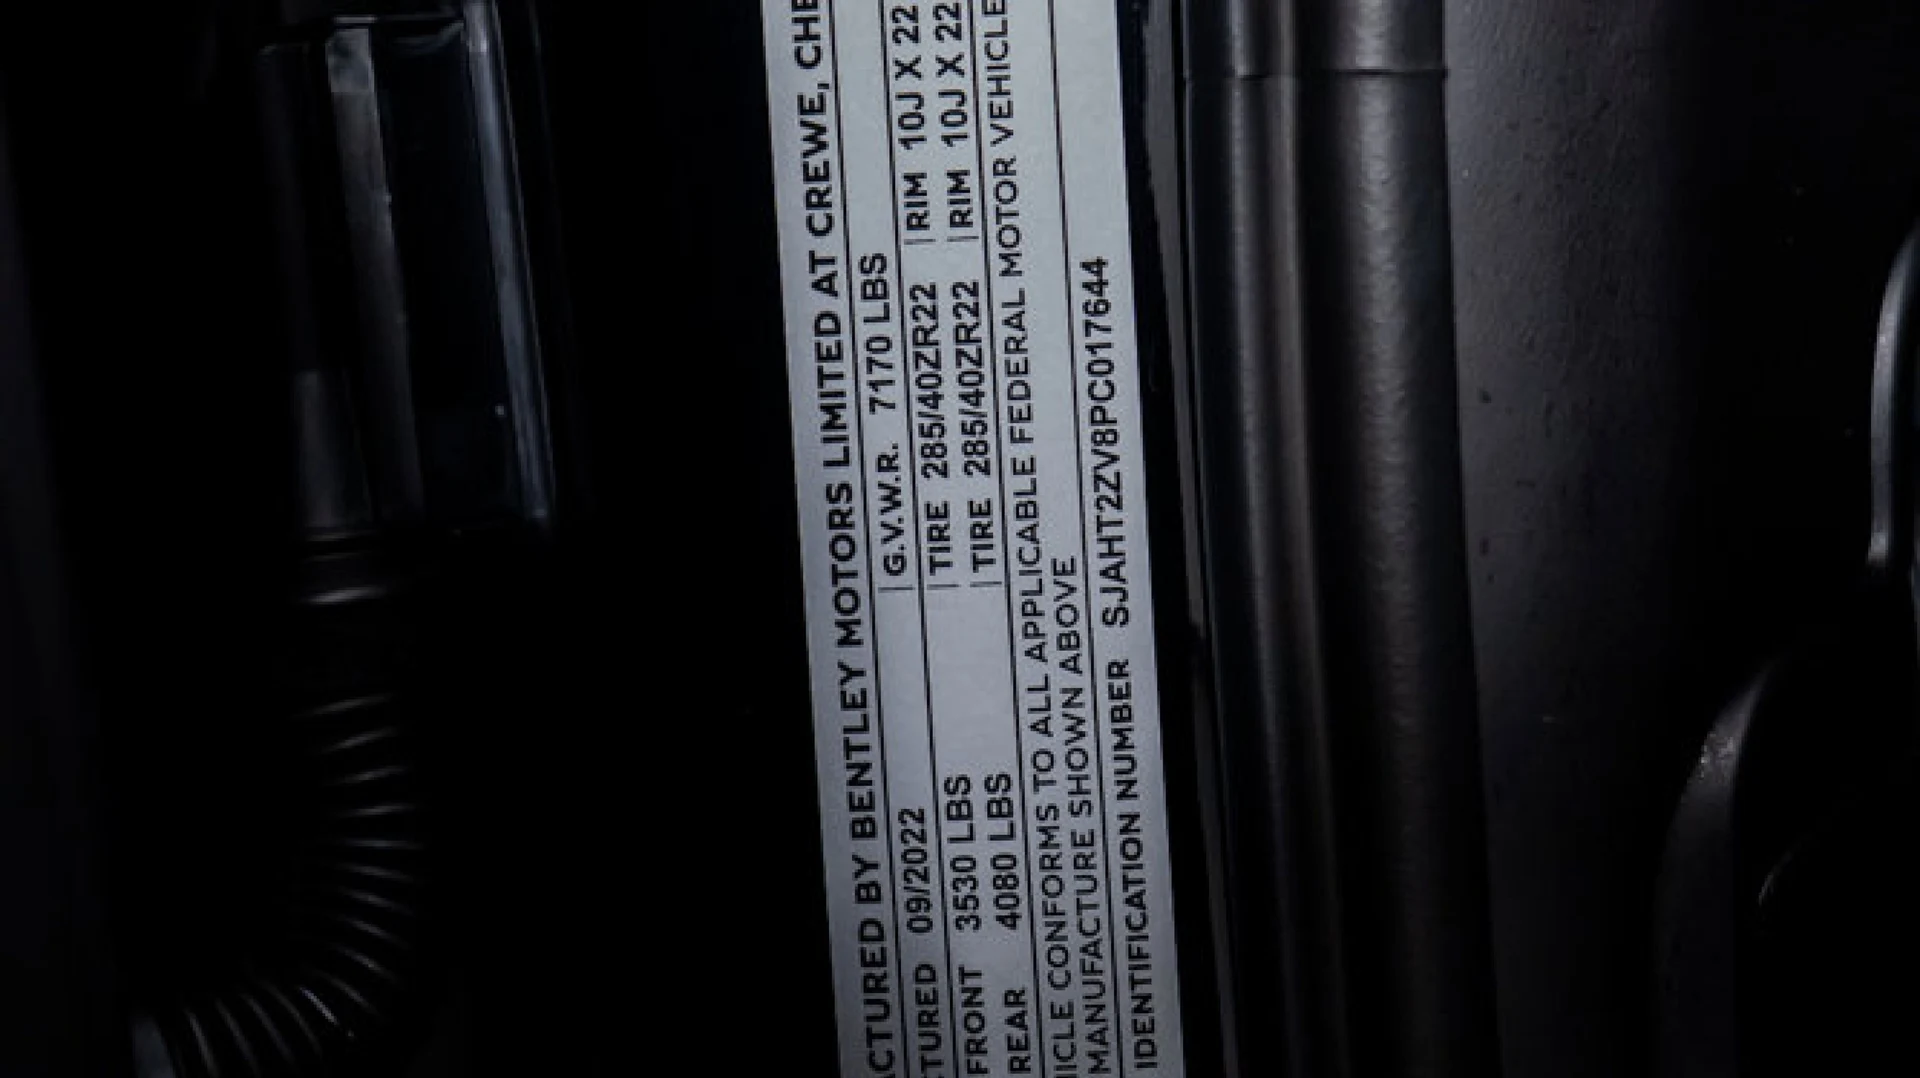 ACTURED BY BENTLEY MOTORS LIMITED AT CREWE, CHE
CTURED 09/2022 G.V.W.R. 7170 LBS
FRONT 3530 LBS TIRE 285/40ZR22 RIM 10J X 22
REAR 4080 LBS TIRE 285/40ZR22 RIM 10J X 22
HICLE CONFORMS TO ALL APPLICABLE FEDERAL MOTOR VEHICLE
MANUFACTURE SHOWN ABOVE
IDENTIFICATION NUMBER SJAHT2ZV8PC017644